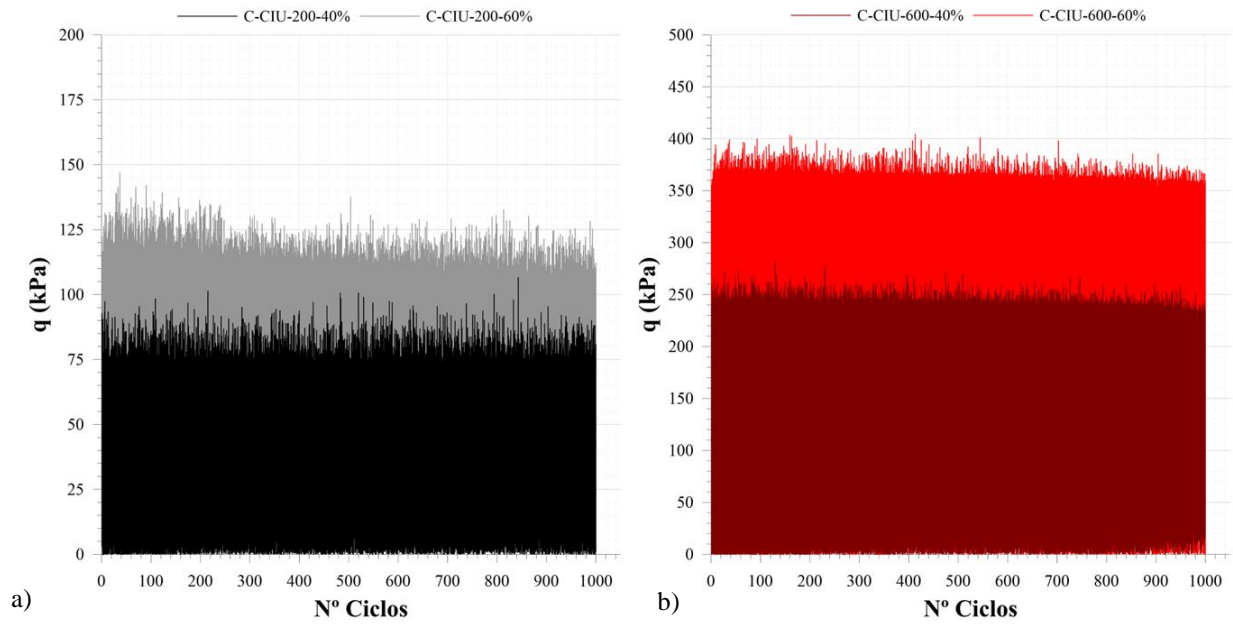 C-CIU-200-40% C-CIU-200-60%
200
175
150
125
100
75
50
25
0
q (kPa)
0 100 200 300 400 500 600 700 800 900 1000
Nº Ciclos
a)
C-CIU-600-40% C-CIU-600-60%
500
450
400
350
300
250
200
150
100
50
0
q (kPa)
0 100 200 300 400 500 600 700 800 900 1000
Nº Ciclos
b)